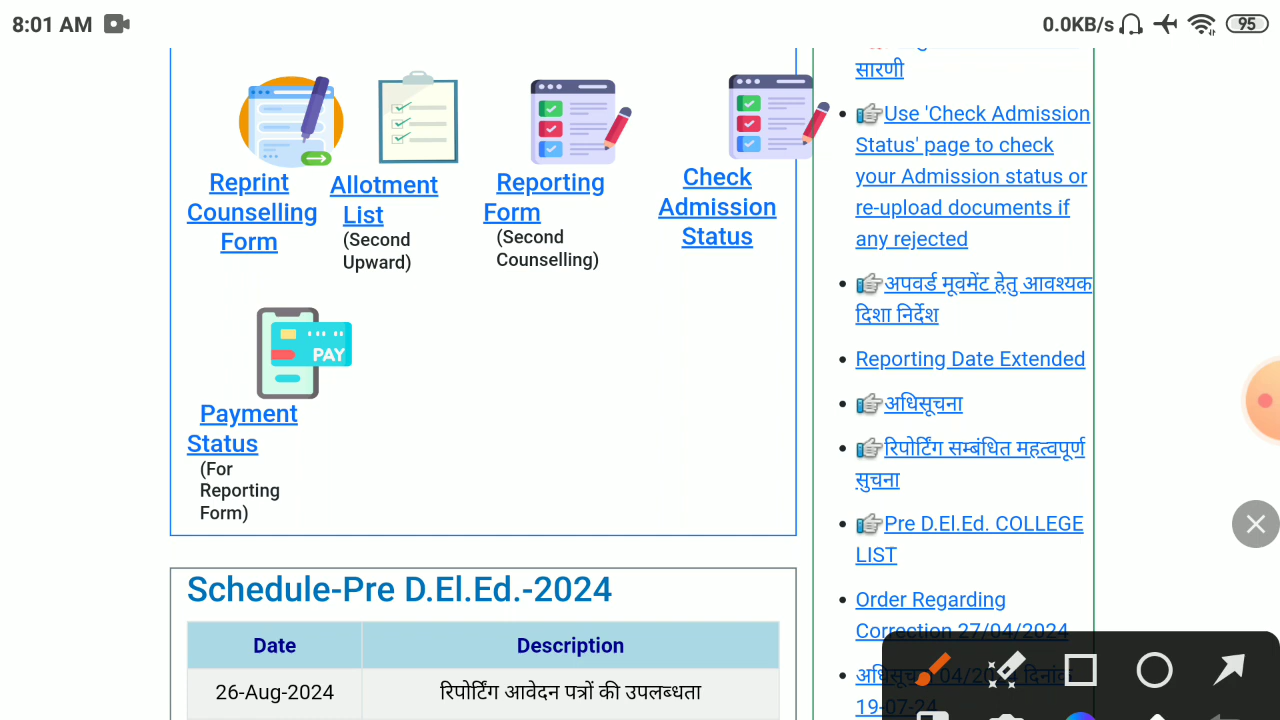 8:01 AM
0.0KB/s
95
Reprint
Counselling
Form
Allotment
List
(Second
Upward)
Reporting
Form
(Second
Counselling)
Check
Admission
Status
PAY
Payment
Status
(For
Reporting
Form)
Schedule-Pre D.El.Ed.-2024
Date
Description
26-Aug-2024
रिपोर्टिंग आवेदन पत्रों की उपलब्धता
सारणी
Use 'Check Admission
Status' page to check
your Admission status or
re-upload documents if
any rejected
अपवर्ड मूवमेंट हेतु आवश्यक
दिशा निर्देश
Reporting Date Extended
अधिसूचना
रिपोर्टिंग सम्बंधित महत्वपूर्ण
सुचना
Pre D.El.Ed. COLLEGE
LIST
Order Regarding
Correction 27/04/2024
19-07-24